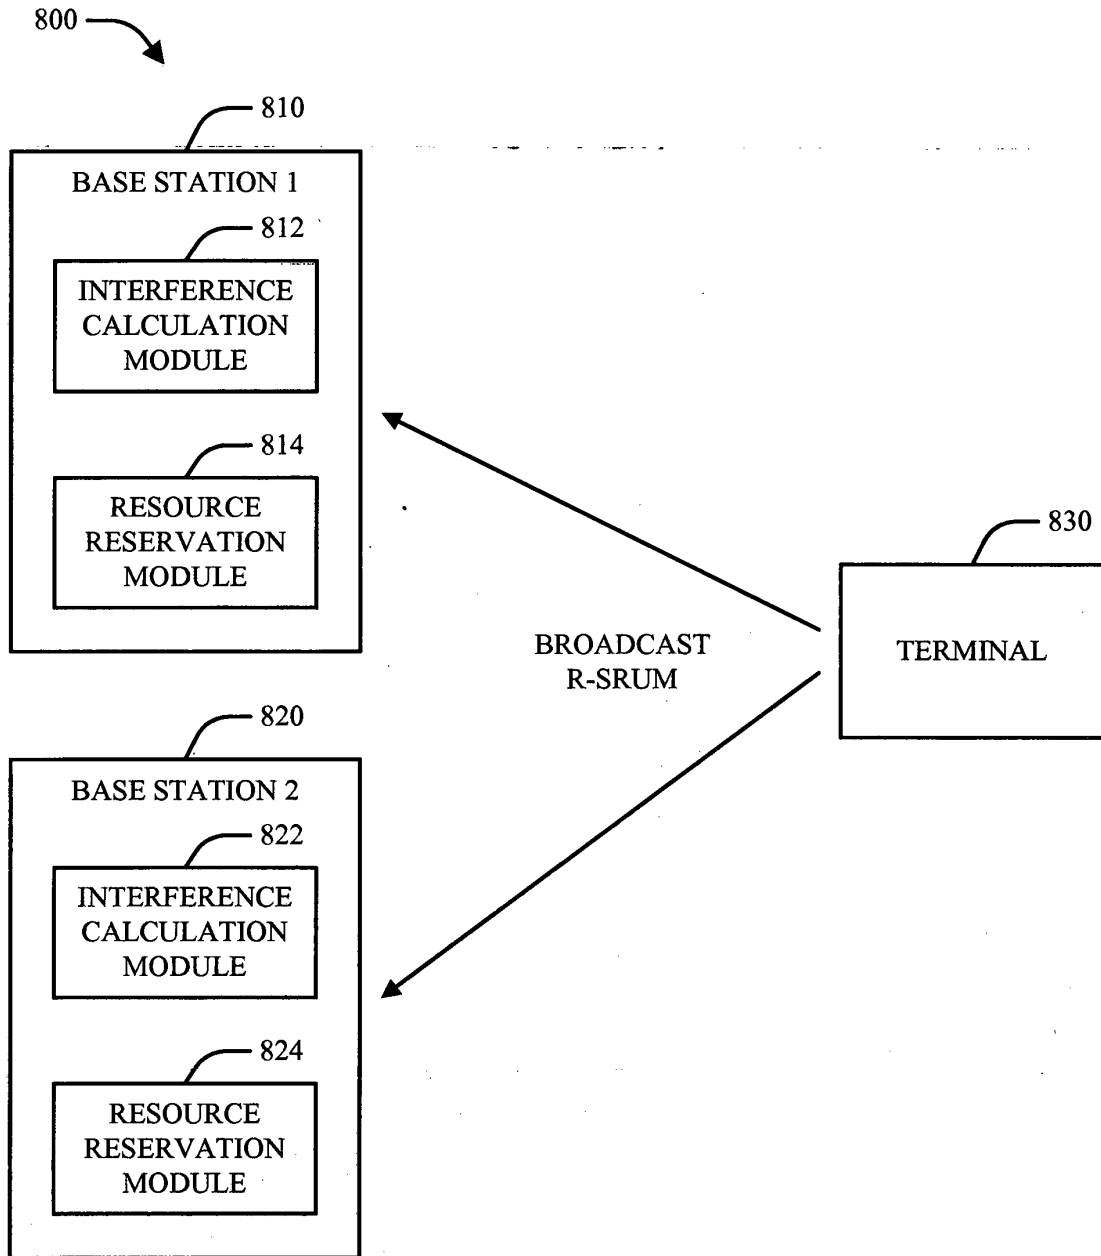 800
810
BASE STATION 1
812
INTERFERENCE
CALCULATION
MODULE
814
RESOURCE
RESERVATION
MODULE
830
TERMINAL
BROADCAST
R-SRUM
820
BASE STATION 2
822
INTERFERENCE
CALCULATION
MODULE
824
RESOURCE
RESERVATION
MODULE